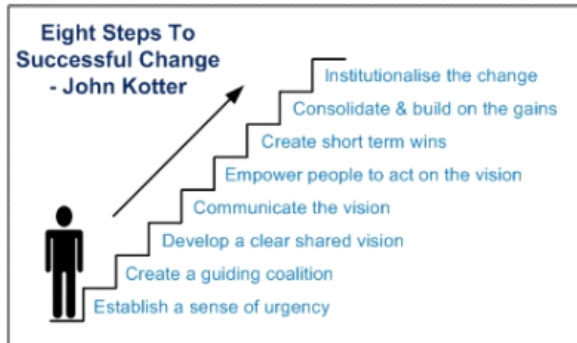 Eight Steps To
Successful Change
- John Kotter
Institutionalise the change
Consolidate & build on the gains
Create short term wins
Empower people to act on the vision
Communicate the vision
Develop a clear shared vision
Create a guiding coalition
Establish a sense of urgency